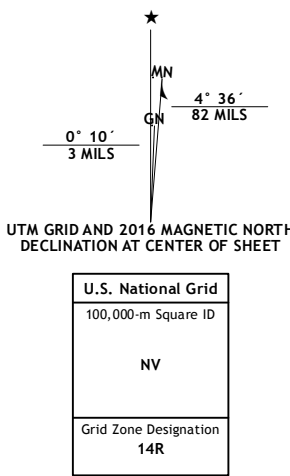 MN
GN
4° 36´
82 MILS
0° 10´
3 MILS
UTM GRID AND 2016 MAGNETIC NORTH
DECLINATION AT CENTER OF SHEET
U.S. National Grid
100,000-m Square ID
NV
Grid Zone Designation
14R